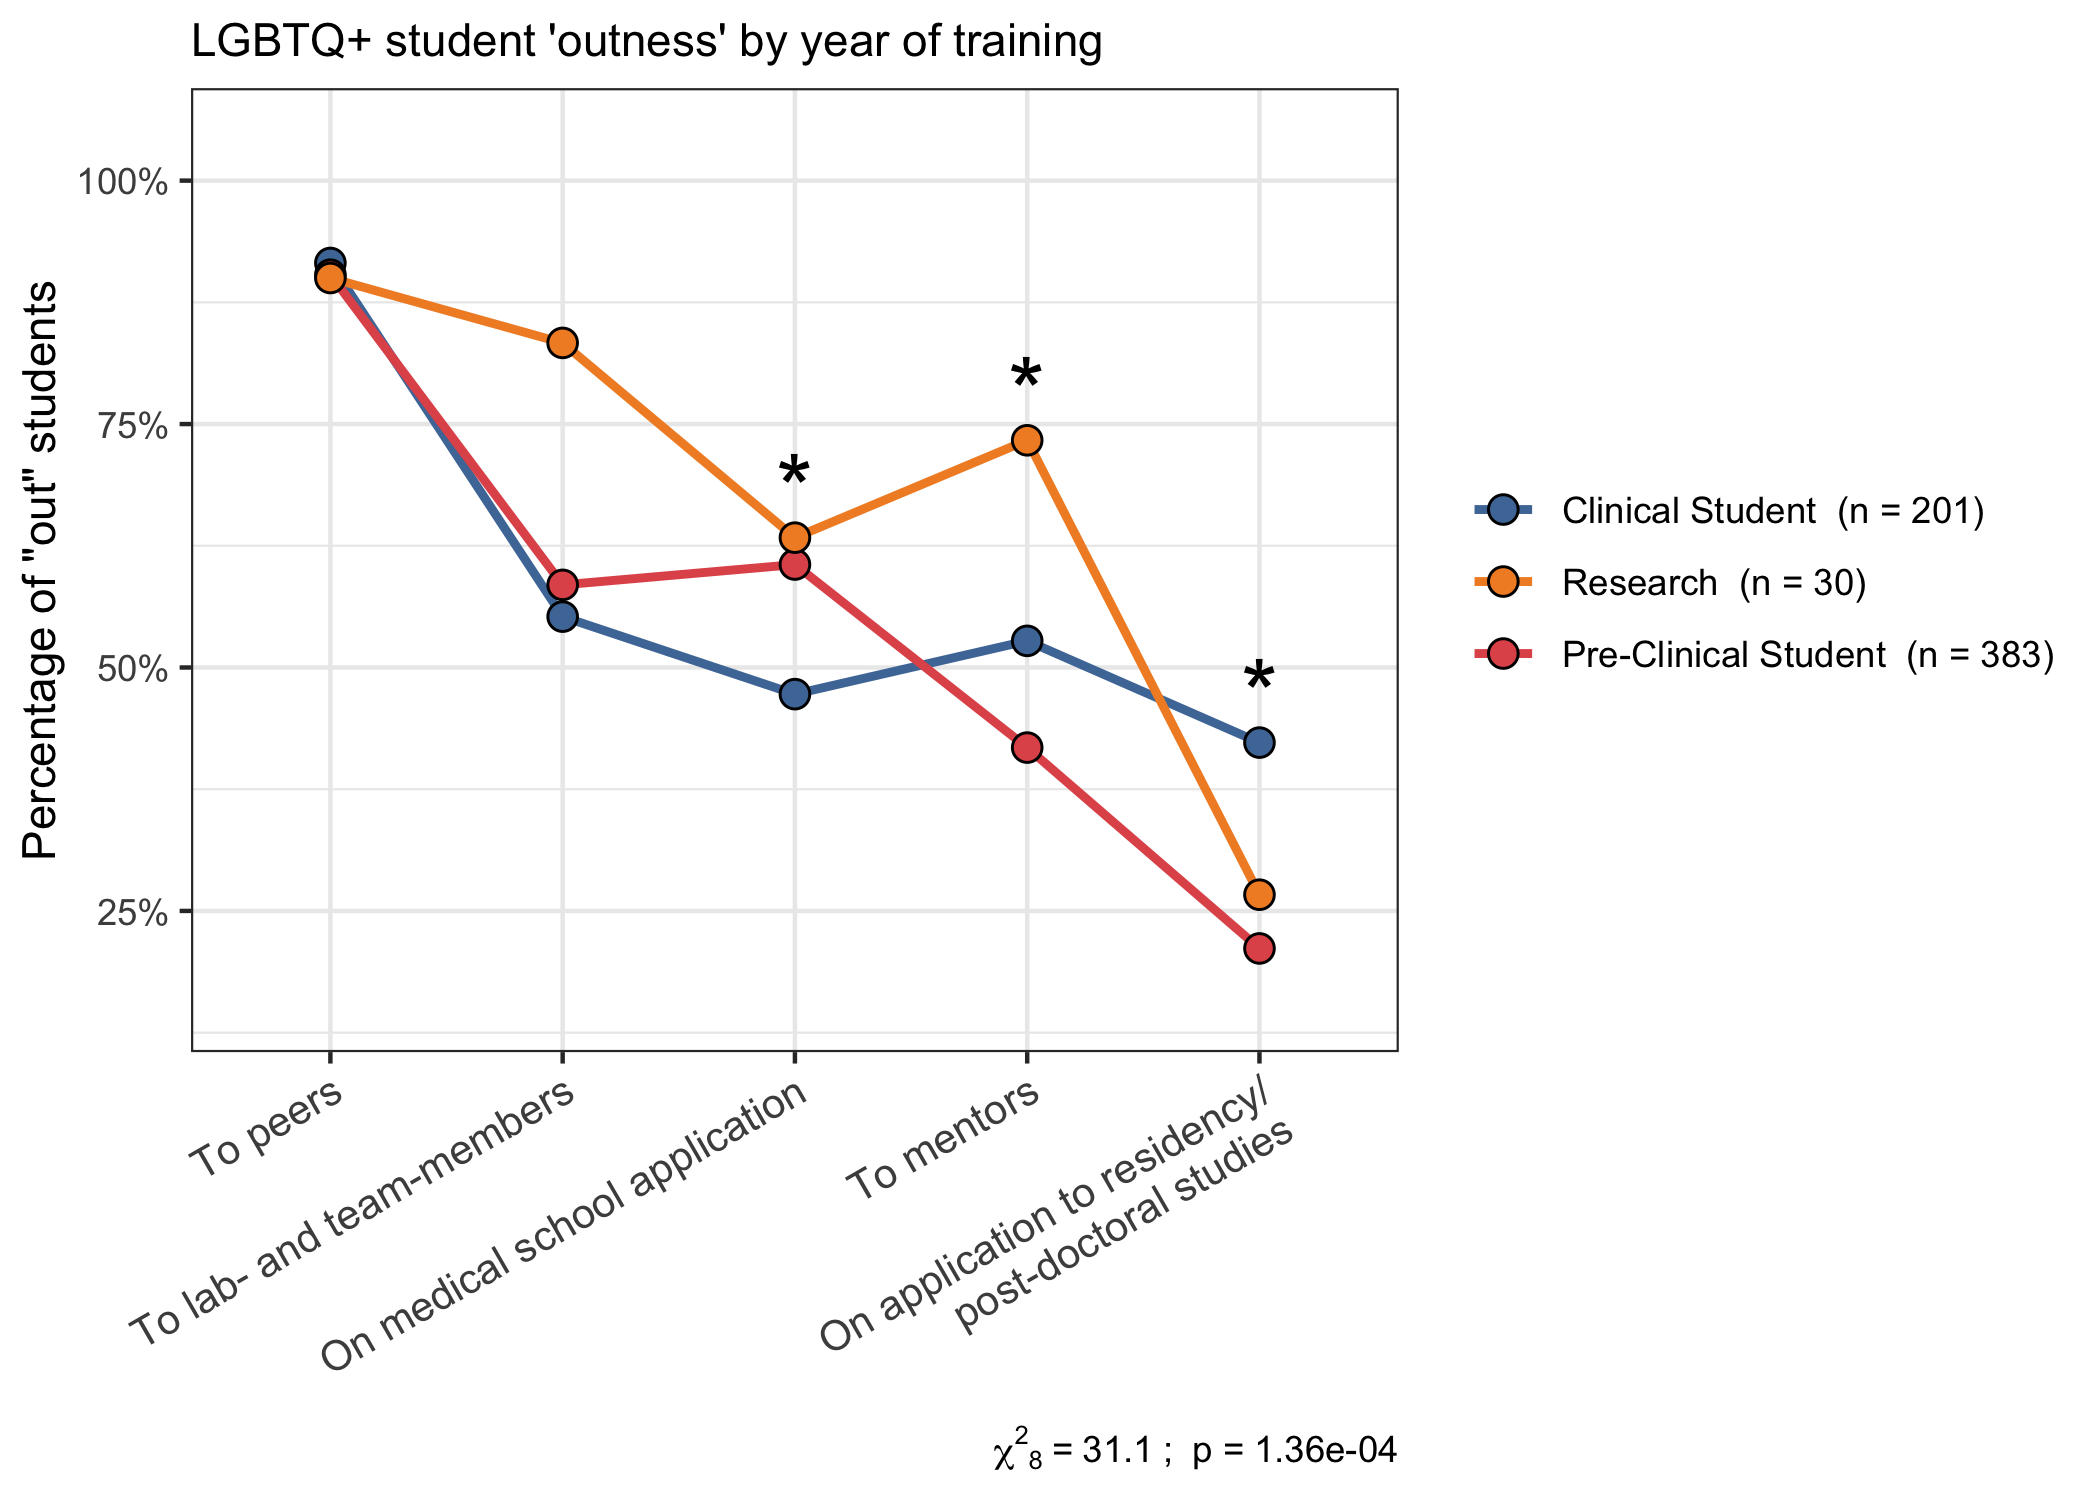 LGBTQ+ student 'outness' by year of training
Percentage of "out" students
100%
75%
50%
25%
*
*
*
To peers
To lab- and team-members
On medical school application
To mentors
On application to residency/
post-doctoral studies
Clinical Student (n = 201)
Research (n = 30)
Pre-Clinical Student (n = 383)
χ²₈ = 31.1 ; p = 1.36e-04